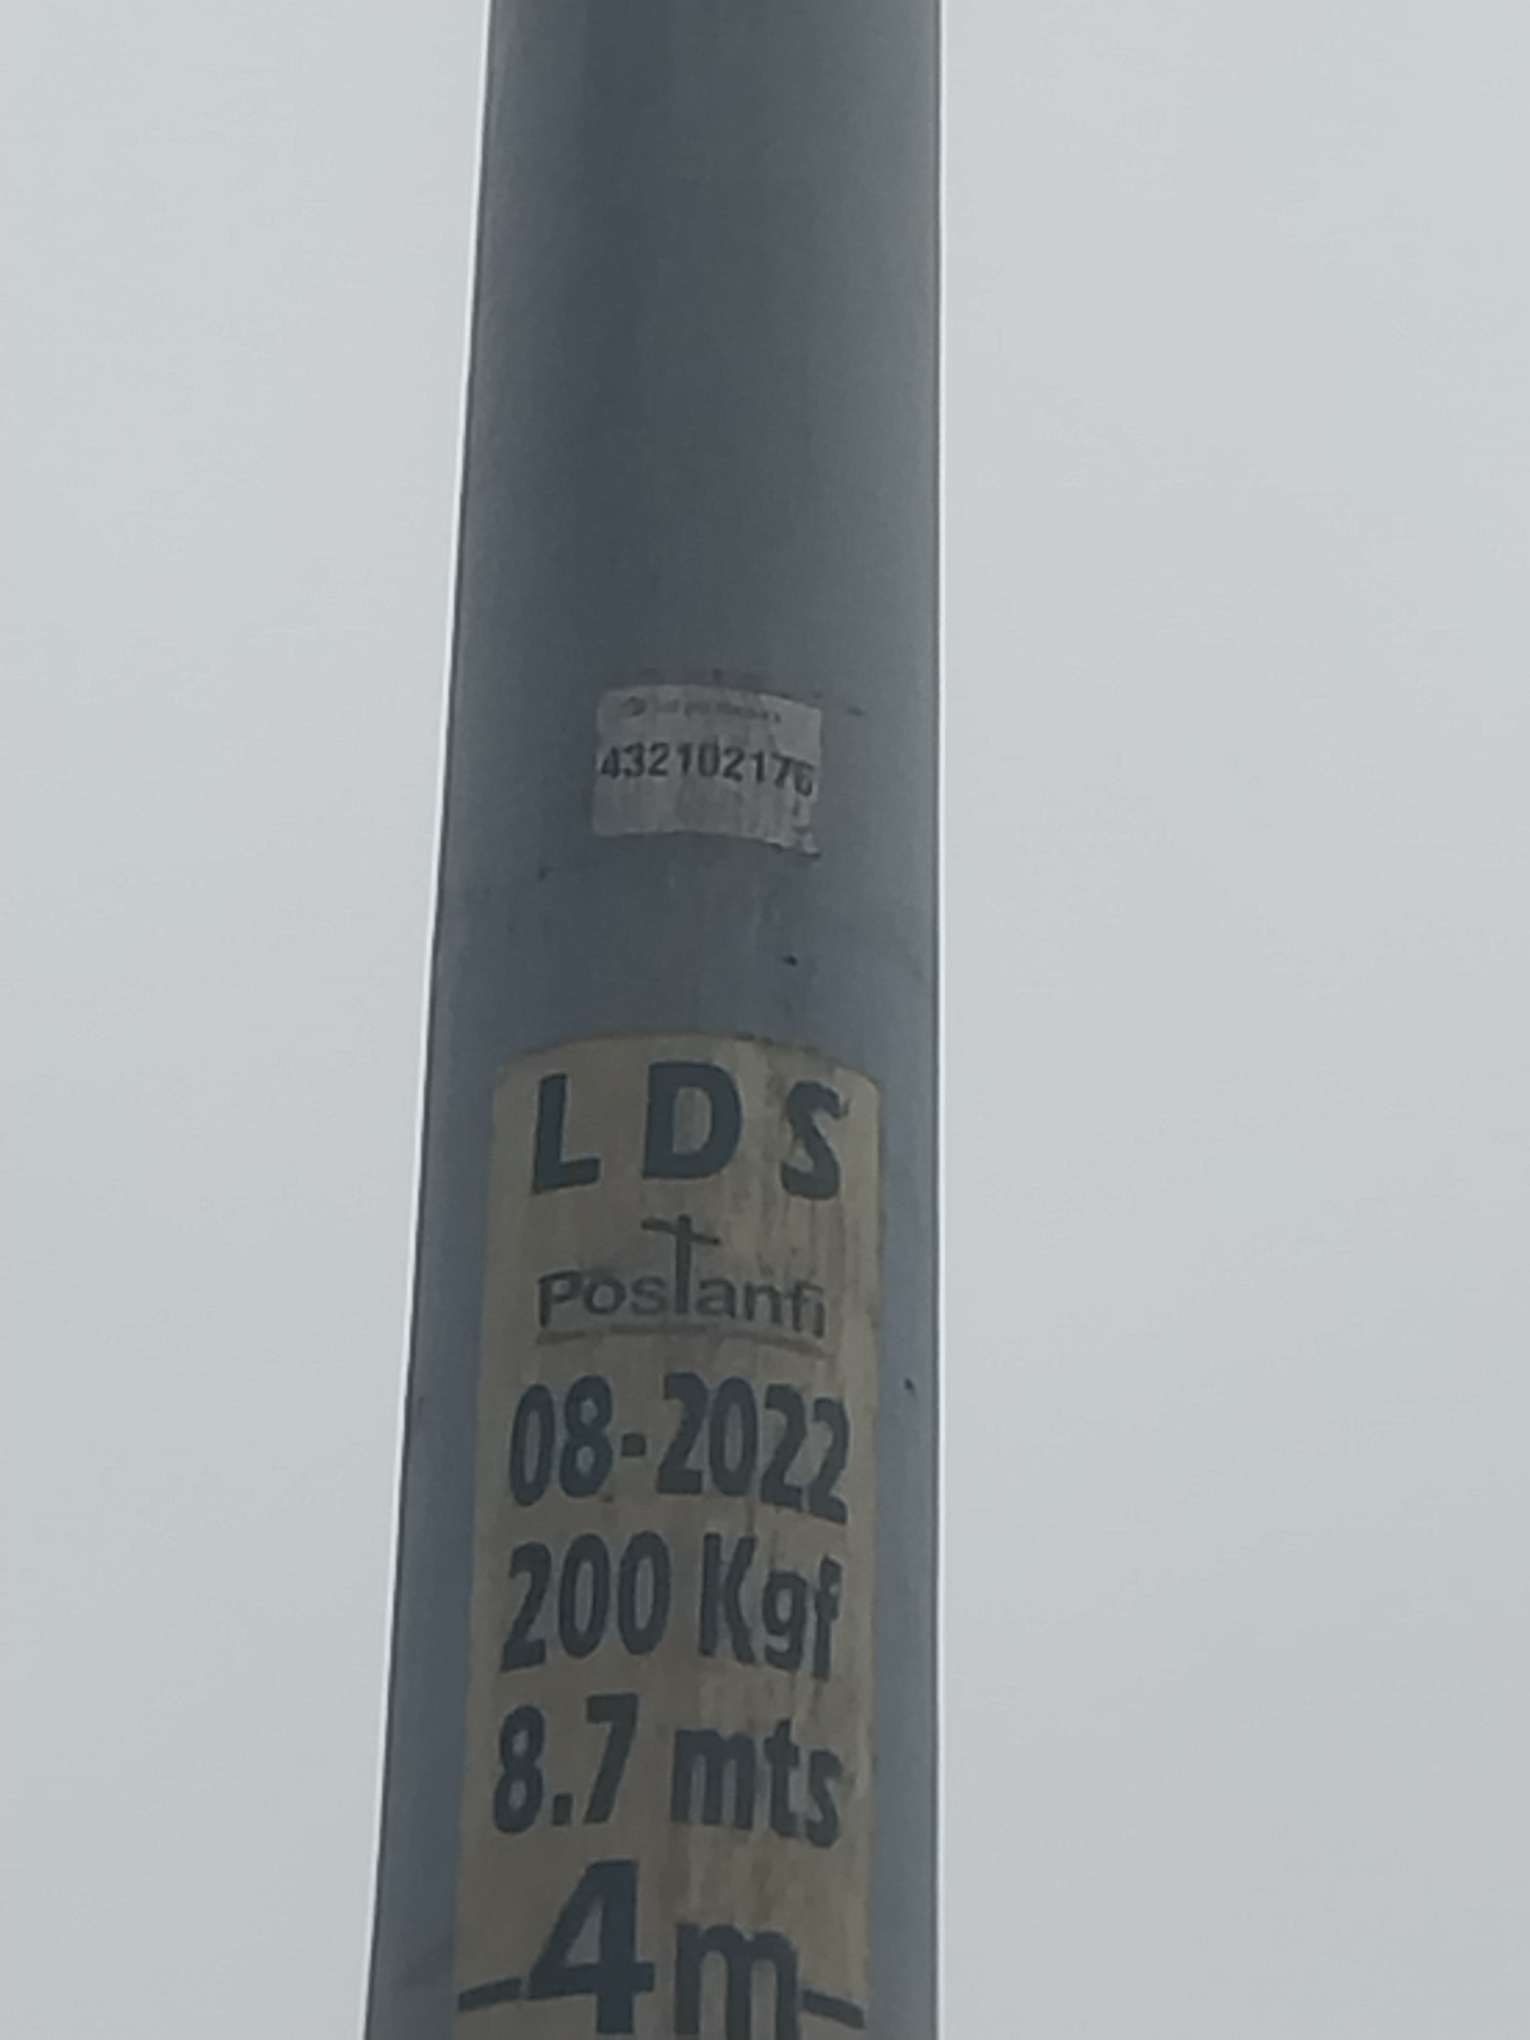 432102176
LDS
Postanfi
08-2022
200 Kgf
8.7 mts
4m